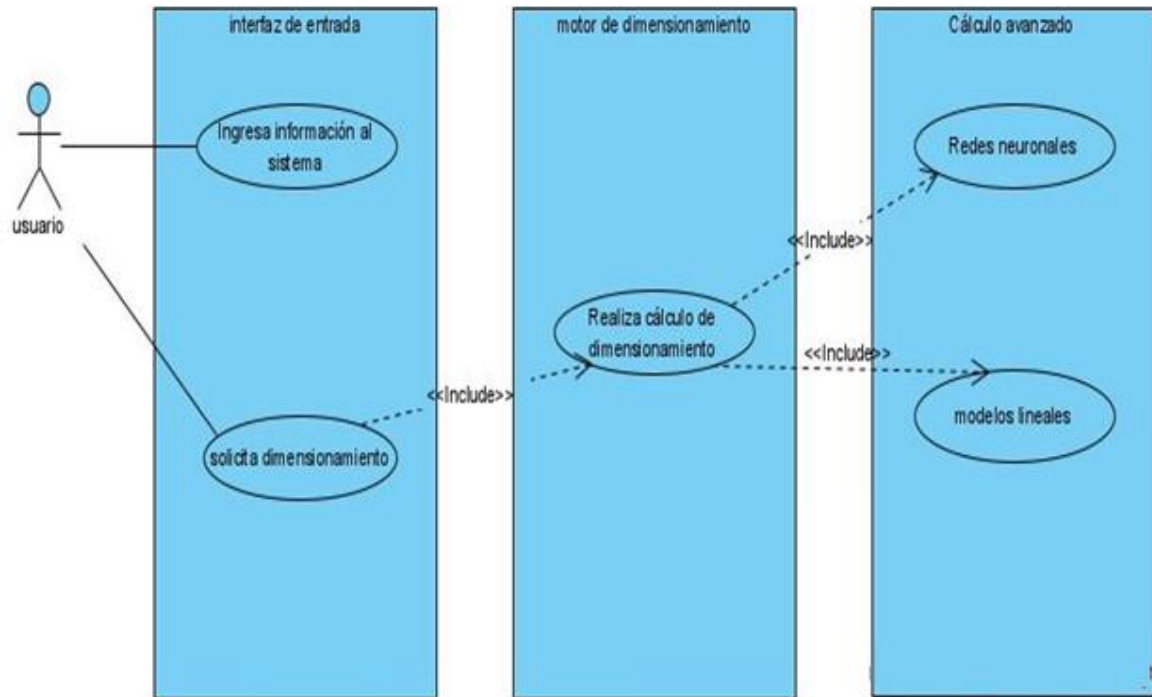 interfaz de entrada
motor de dimensionamiento
Cálculo avanzado
Ingresa información al
sistema
Redes neuronales
usuario
<<Include>>
Realiza cálculo de
dimensionamiento
<<Include>>
<<Include>>
modelos lineales
solicita dimensionamiento